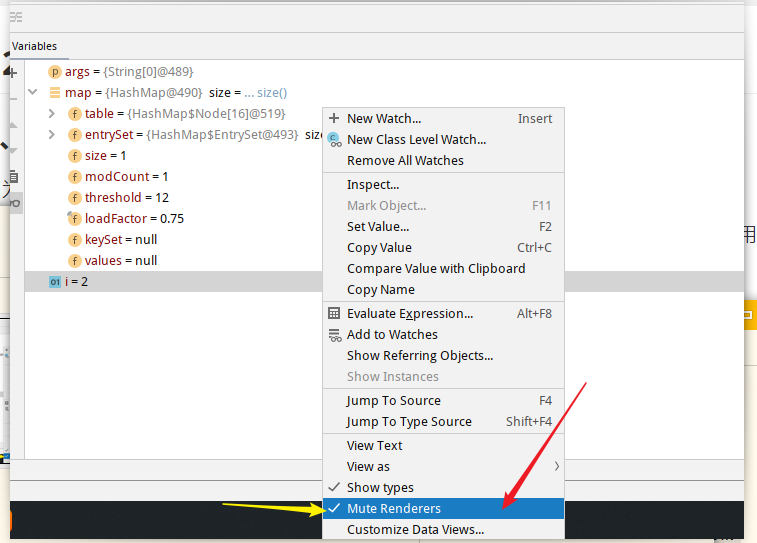 Variables
args = {String[0]@489}
map = {HashMap@490} size = ... size()
table = {HashMap$Node[16]@519}
entrySet = {HashMap$EntrySet@493} siz
size = 1
modCount = 1
threshold = 12
loadFactor = 0.75
keySet = null
values = null
i = 2
New Watch... Insert
New Class Level Watch...
Remove All Watches
Inspect...
Mark Object... F11
Set Value... F2
Copy Value Ctrl+C
Compare Value with Clipboard
Copy Name
Evaluate Expression... Alt+F8
Add to Watches
Show Referring Objects...
Show Instances
Jump To Source F4
Jump To Type Source Shift+F4
View Text
View as
Show types
Mute Renderers
Customize Data Views...
用